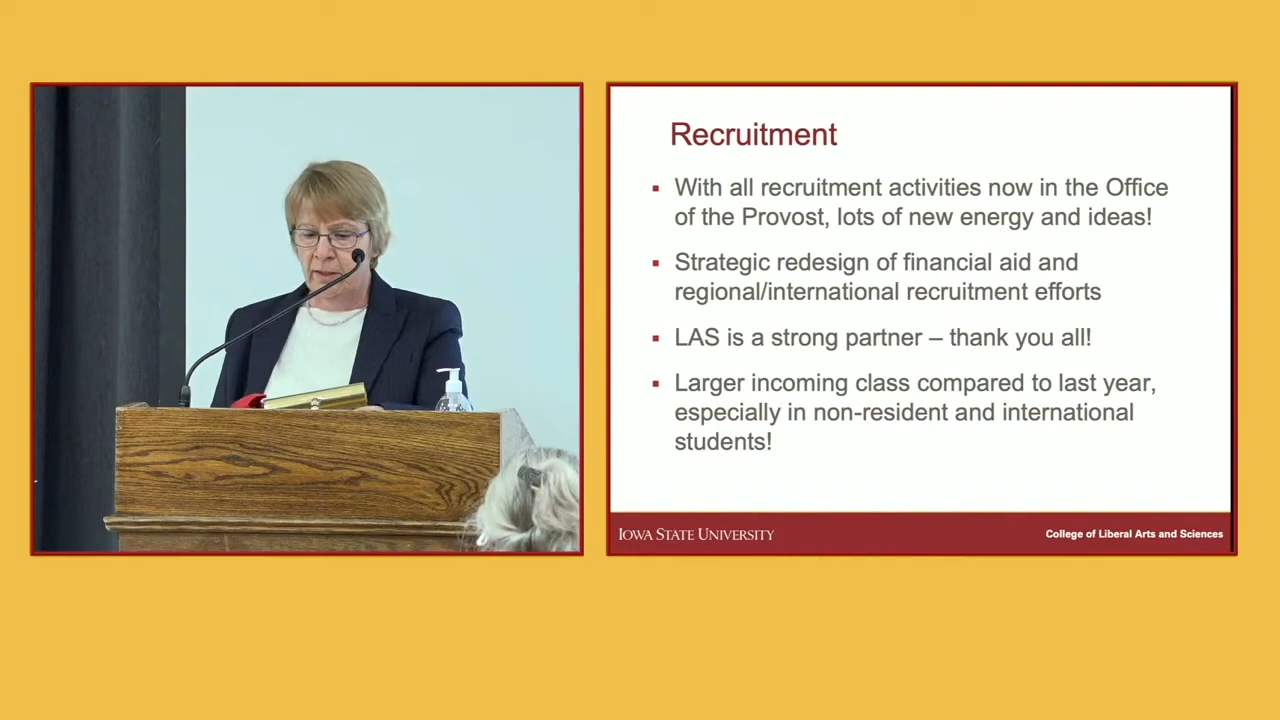 Recruitment
▪ With all recruitment activities now in the Office
of the Provost, lots of new energy and ideas!
▪ Strategic redesign of financial aid and
regional/international recruitment efforts
▪ LAS is a strong partner – thank you all!
▪ Larger incoming class compared to last year,
especially in non-resident and international
students!
IOWA STATE UNIVERSITY
College of Liberal Arts and Sciences